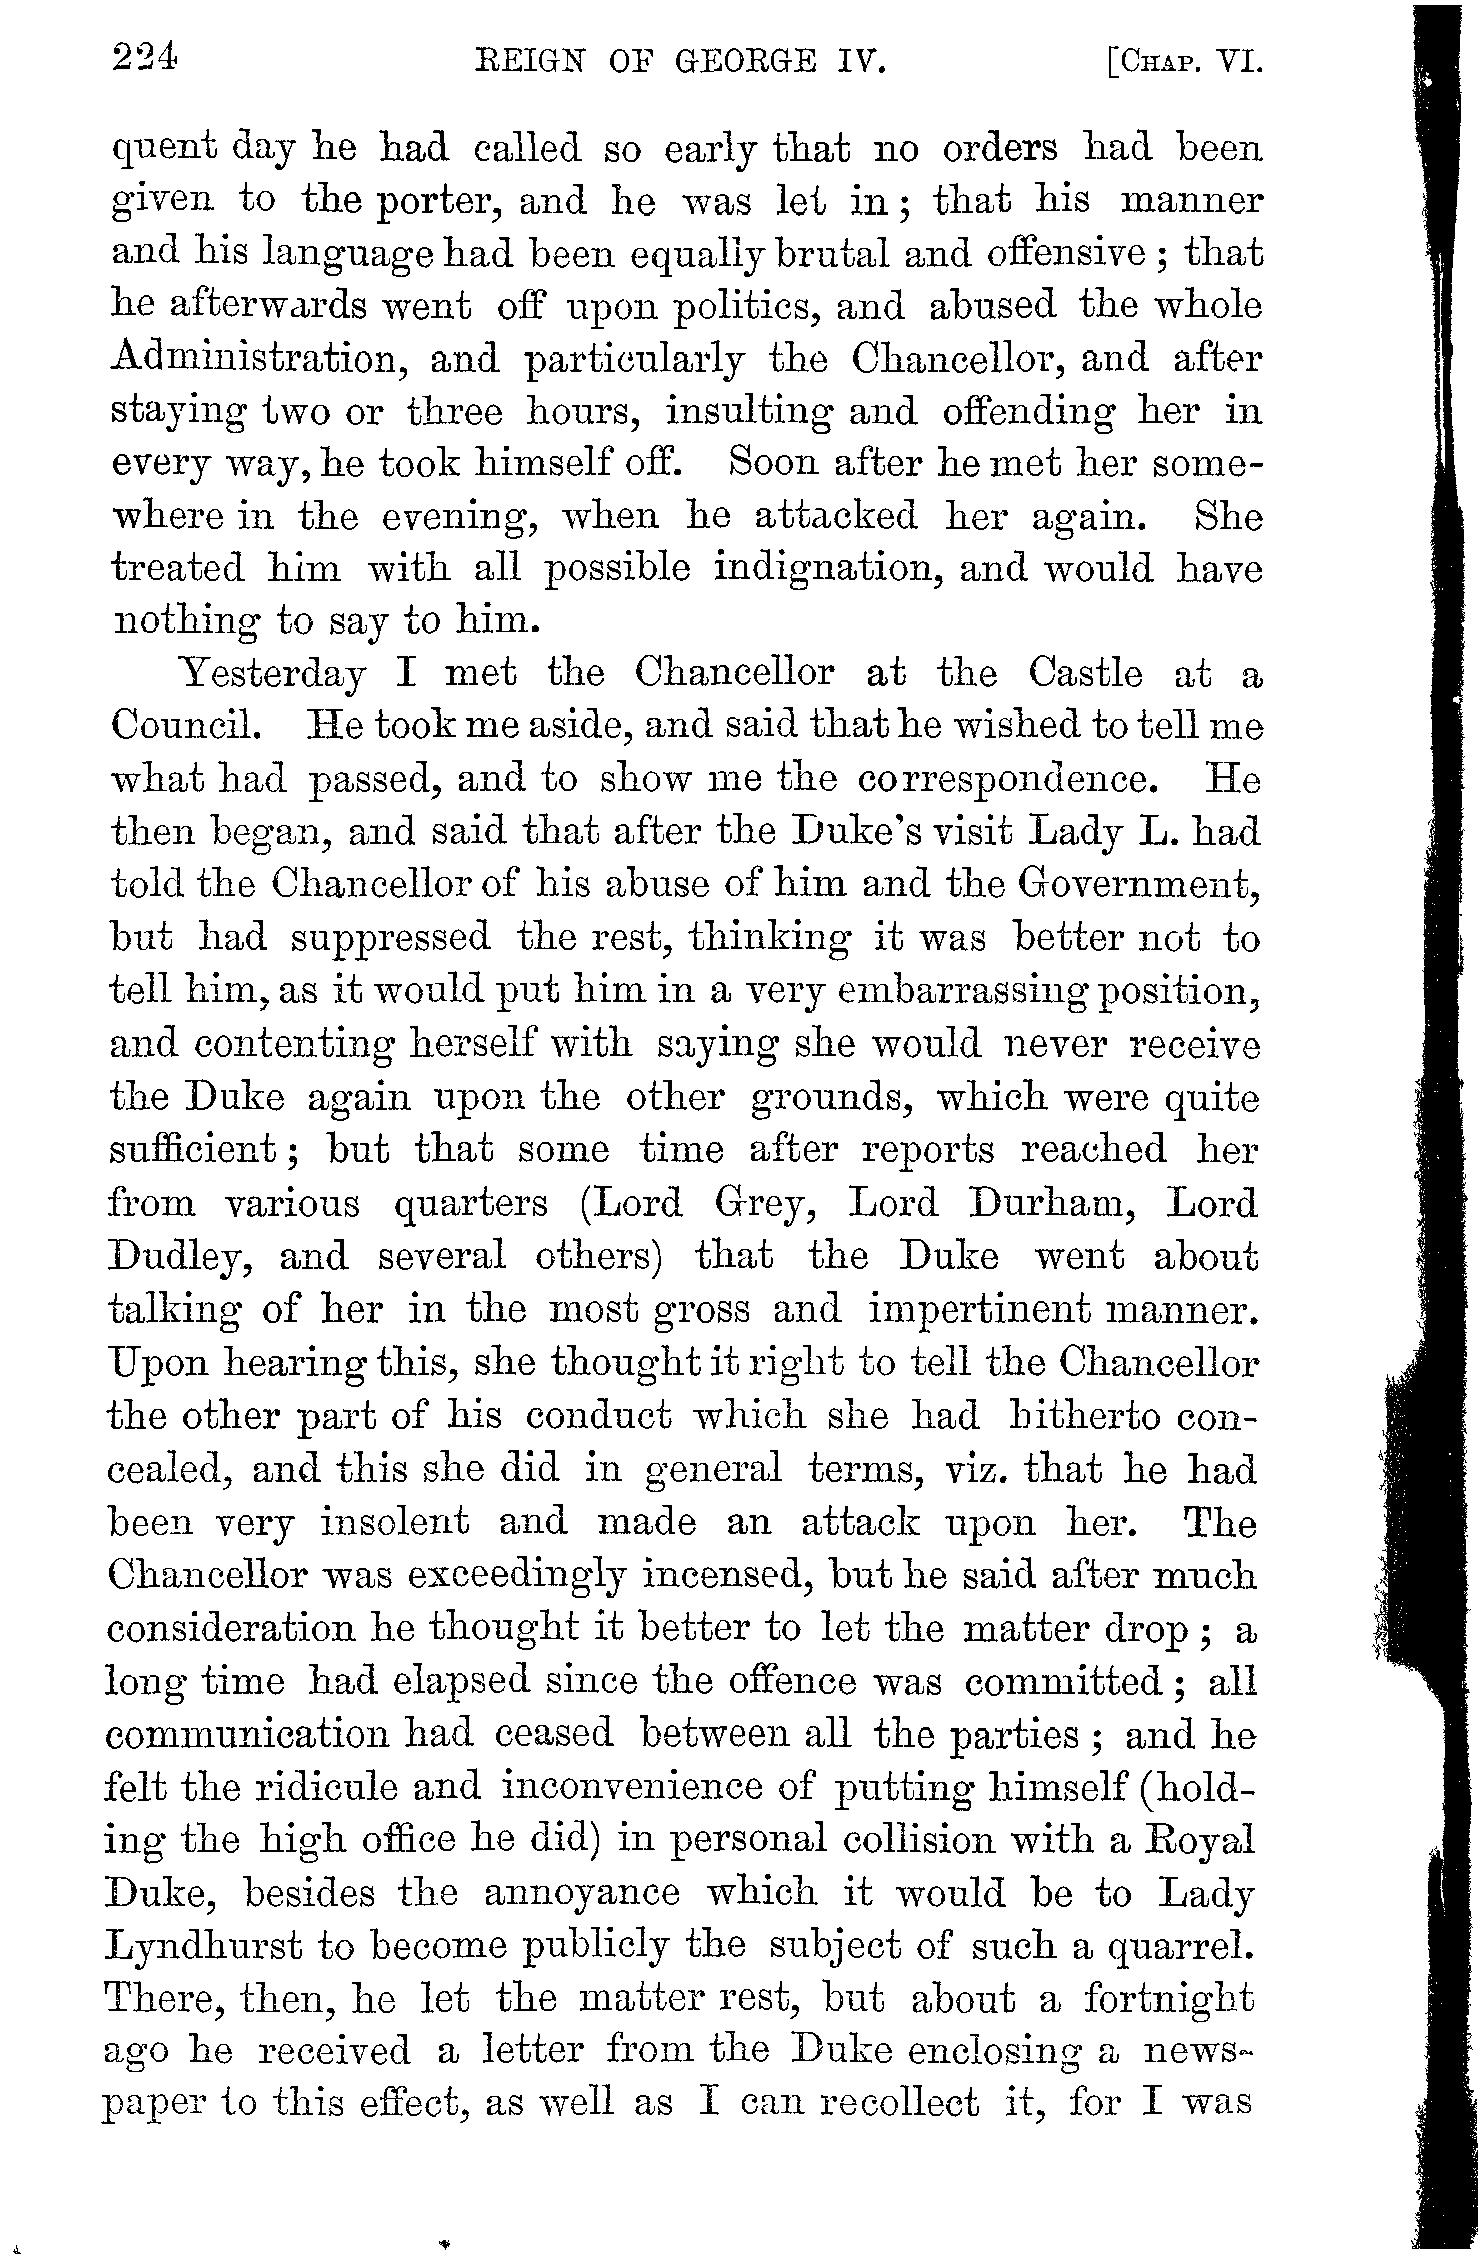 224 REIGN OF GEORGE IV. [CHAP. VI.
quent day he had called so early that no orders had been
given to the porter, and he was let in; that his manner
and his language had been equally brutal and offensive; that
he afterwards went off upon politics, and abused the whole
Administration, and particularly the Chancellor, and after
staying two or three hours, insulting and offending her in
every way, he took himself off. Soon after he met her some-
where in the evening, when he attacked her again. She
treated him with all possible indignation, and would have
nothing to say to him.
Yesterday I met the Chancellor at the Castle at a
Council. He took me aside, and said that he wished to tell me
what had passed, and to show me the correspondence. He
then began, and said that after the Duke's visit Lady L. had
told the Chancellor of his abuse of him and the Government,
but had suppressed the rest, thinking it was better not to
tell him, as it would put him in a very embarrassing position,
and contenting herself with saying she would never receive
the Duke again upon the other grounds, which were quite
sufficient; but that some time after reports reached her
from various quarters (Lord Grey, Lord Durham, Lord
Dudley, and several others) that the Duke went about
talking of her in the most gross and impertinent manner.
Upon hearing this, she thought it right to tell the Chancellor
the other part of his conduct which she had hitherto con-
cealed, and this she did in general terms, viz. that he had
been very insolent and made an attack upon her. The
Chancellor was exceedingly incensed, but he said after much
consideration he thought it better to let the matter drop; a
long time had elapsed since the offence was committed; all
communication had ceased between all the parties; and he
felt the ridicule and inconvenience of putting himself (hold-
ing the high office he did) in personal collision with a Royal
Duke, besides the annoyance which it would be to Lady
Lyndhurst to become publicly the subject of such a quarrel.
There, then, he let the matter rest, but about a fortnight
ago he received a letter from the Duke enclosing a news-
paper to this effect, as well as I can recollect it, for I was